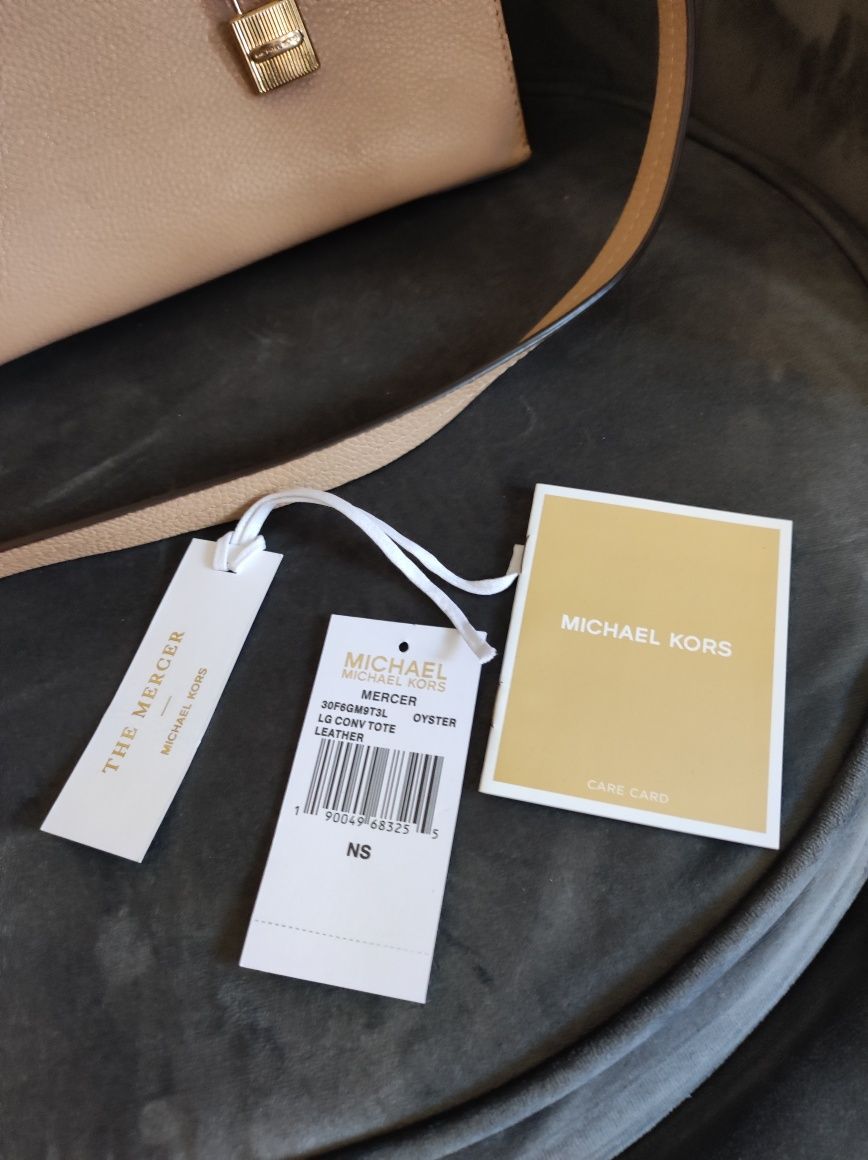 THE MERCER
MICHAEL KORS
MICHAEL
MICHAEL KORS
MERCER
30F6GM9T3L OYSTER
LG CONV TOTE
LEATHER
1 90049 68325 5
NS
MICHAEL KORS
CARE CARD